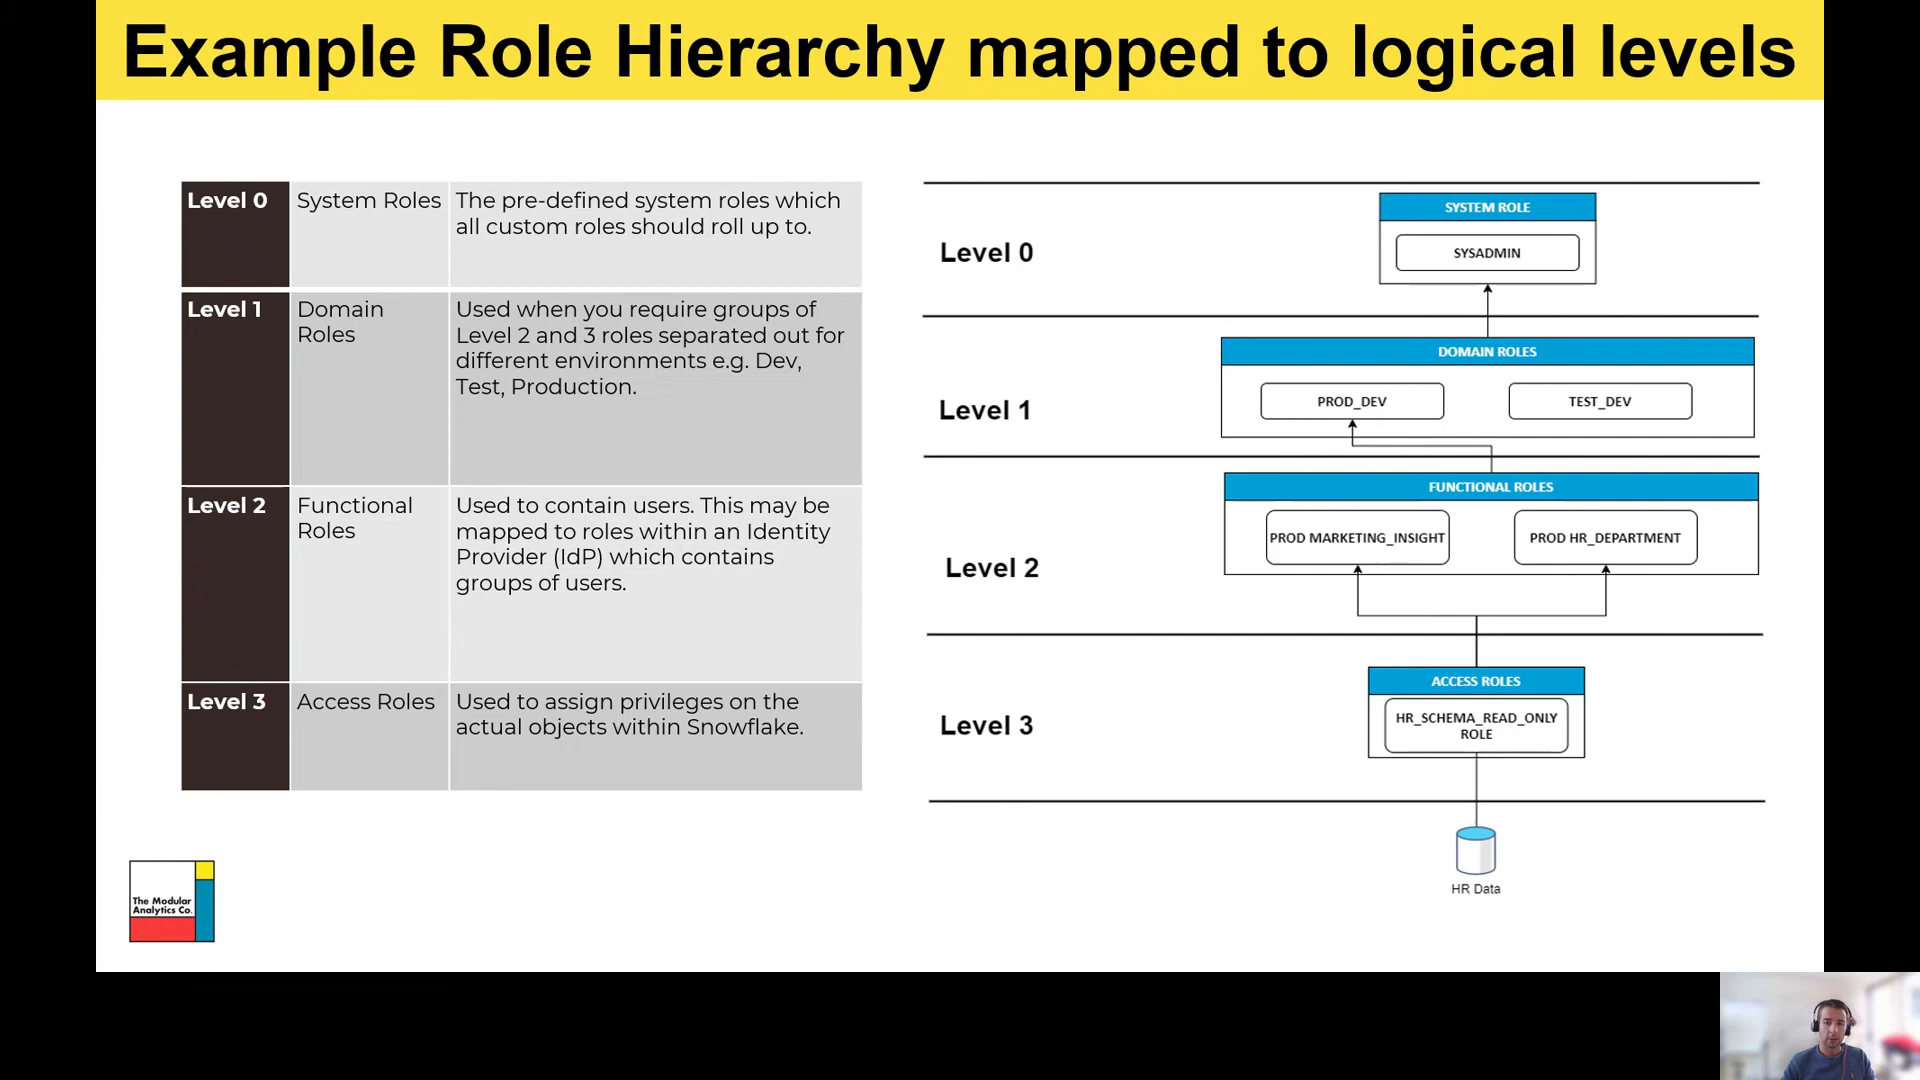 Example Role Hierarchy mapped to logical levels
Level 0
System Roles
The pre-defined system roles which
all custom roles should roll up to.
Level 1
Domain
Roles
Used when you require groups of
Level 2 and 3 roles separated out for
different environments e.g. Dev,
Test, Production.
Level 2
Functional
Roles
Used to contain users. This may be
mapped to roles within an Identity
Provider (IdP) which contains
groups of users.
Level 3
Access Roles
Used to assign privileges on the
actual objects within Snowflake.
Level 0
SYSTEM ROLE
SYSADMIN
Level 1
DOMAIN ROLES
PROD_DEV
TEST_DEV
Level 2
FUNCTIONAL ROLES
PROD MARKETING_INSIGHT
PROD HR_DEPARTMENT
Level 3
ACCESS ROLES
HR_SCHEMA_READ_ONLY
ROLE
HR Data
The Modular
Analytics Co.